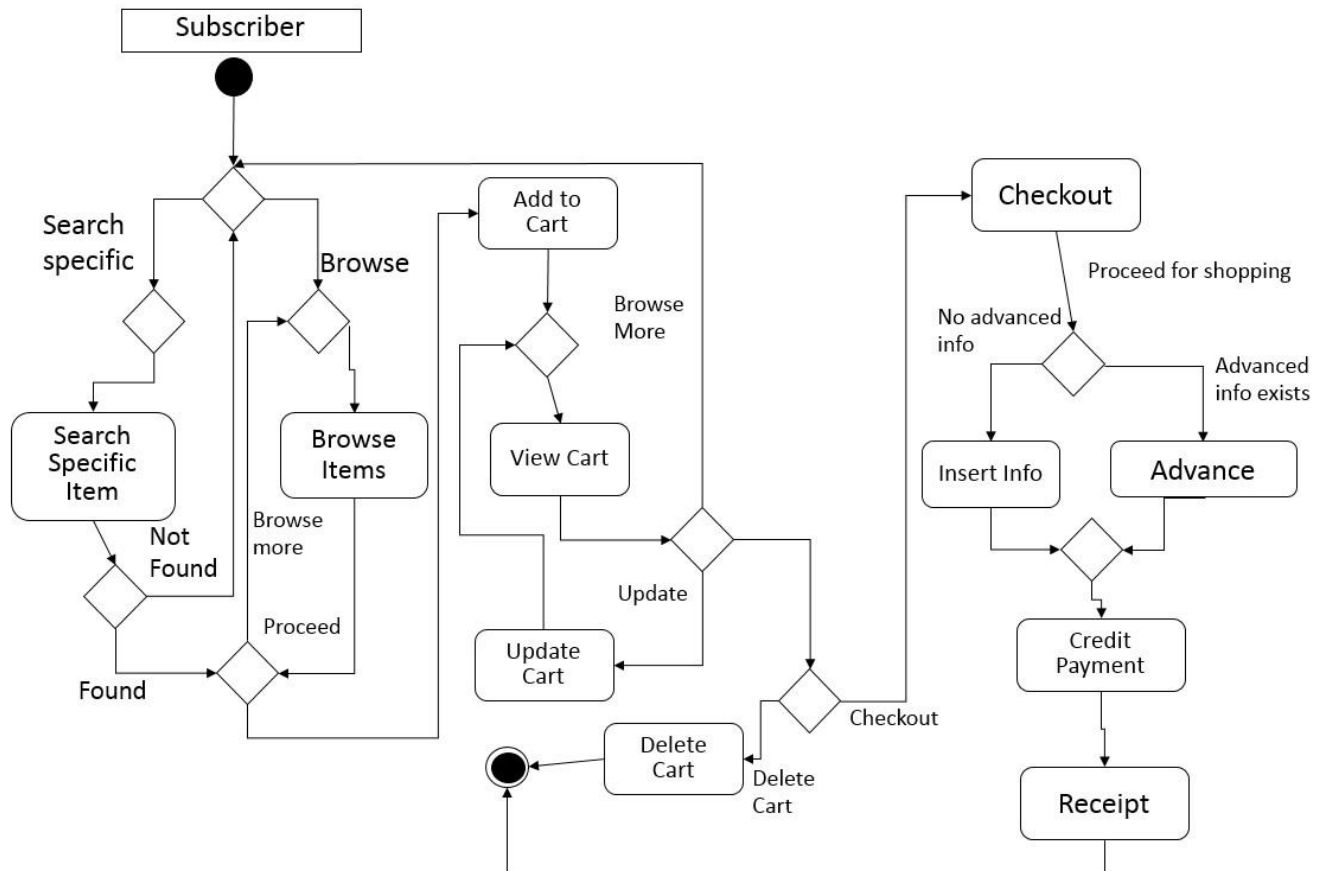 Subscriber
Search
specific
Browse
Search
Specific
Item
Browse
Items
Not
Found
Browse
more
Proceed
Found
Add to
Cart
Browse
More
View Cart
Update
Update
Cart
Delete
Cart
Delete
Cart
Checkout
Checkout
Proceed for shopping
No advanced
info
Advanced
info exists
Insert Info
Advance
Credit
Payment
Receipt